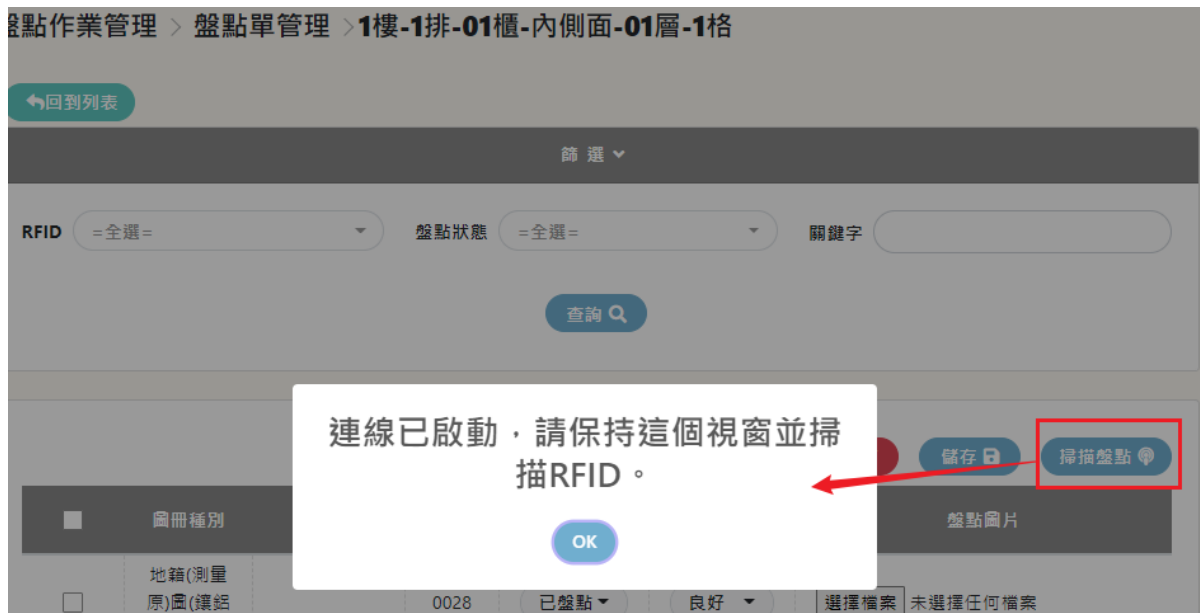 盤點作業管理 > 盤點單管理 >1樓-1排-01櫃-內側面-01層-1格
回到列表
篩 選
RFID =全選= 盤點狀態 =全選= 關鍵字
查詢
連線已啟動，請保持這個視窗並掃
描RFID。
OK
儲存 掃描盤點
圖冊種別 盤點圖片
地籍(測量
原)圖(鑲鋁 0028 已盤點 良好 選擇檔案 未選擇任何檔案